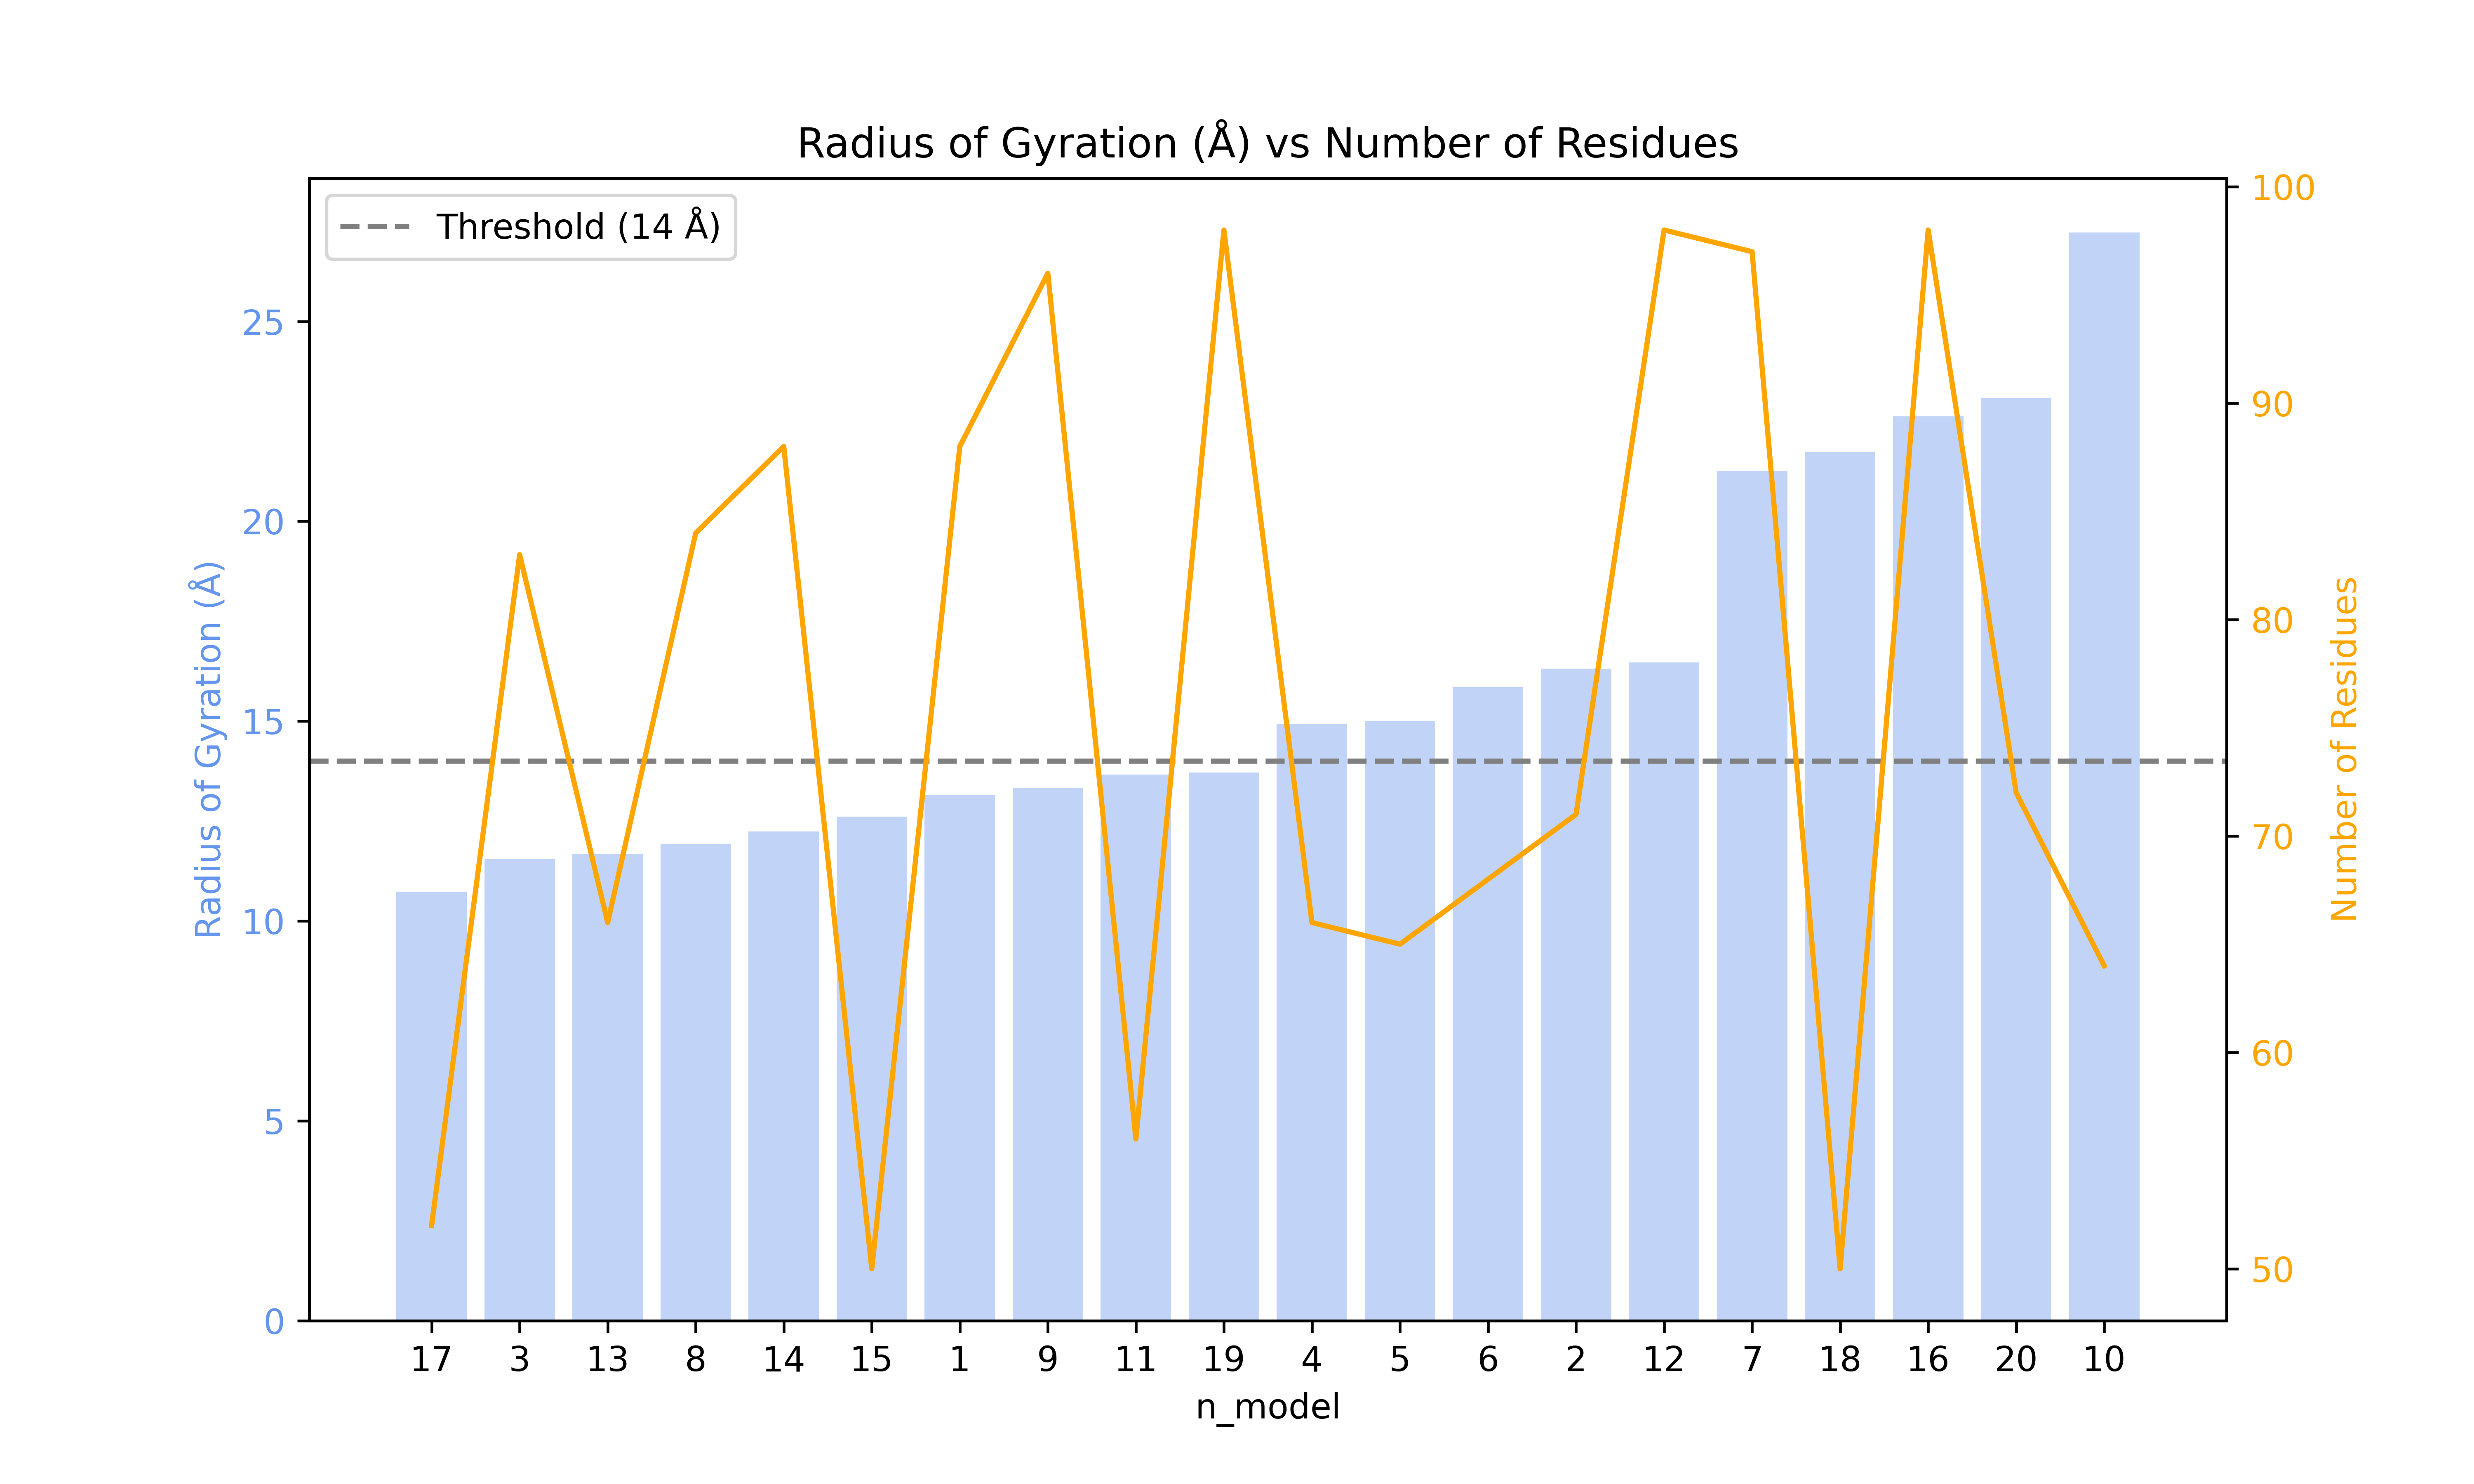 Radius of Gyration (Å) vs Number of Residues
Threshold (14 Å)
Radius of Gyration (Å)
25
20
15
10
5
0
100
90
80
70
60
50
Number of Residues
17 3 13 8 14 15 1 9 11 19 4 5 6 2 12 7 18 16 20 10
n_model